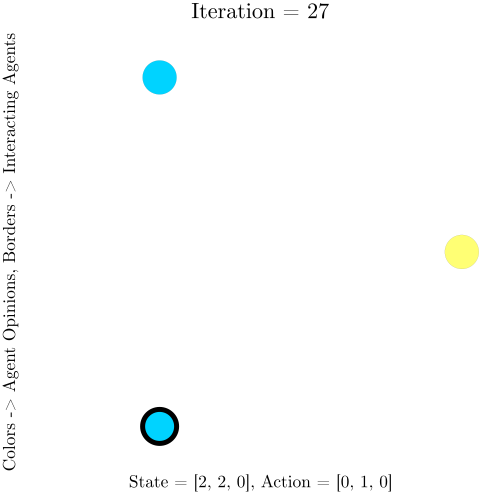 Iteration = 27
Colors -> Agent Opinions, Borders -> Interacting Agents
State = [2, 2, 0], Action = [0, 1, 0]